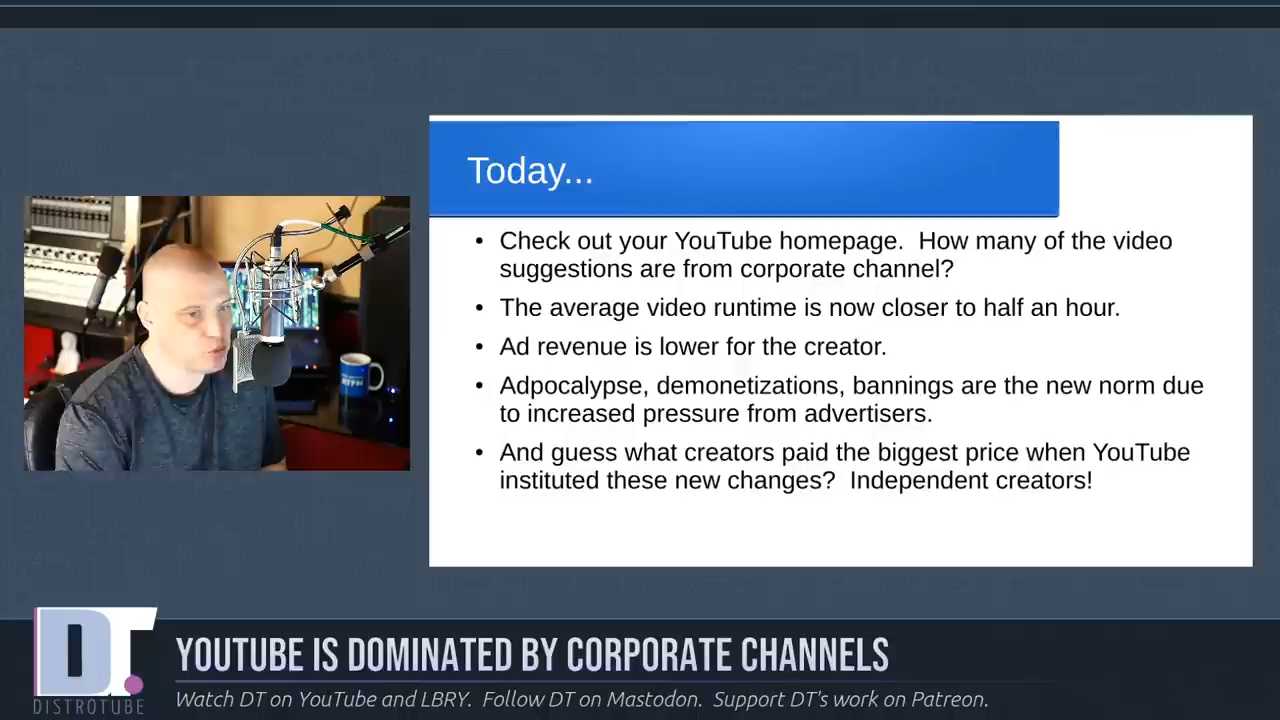 Today...
• Check out your YouTube homepage.  How many of the video
suggestions are from corporate channel?
• The average video runtime is now closer to half an hour.
• Ad revenue is lower for the creator.
• Adpocalypse, demonetizations, bannings are the new norm due
to increased pressure from advertisers.
• And guess what creators paid the biggest price when YouTube
instituted these new changes?  Independent creators!
RTFM
DT.
DISTROTUBE
YOUTUBE IS DOMINATED BY CORPORATE CHANNELS
Watch DT on YouTube and LBRY.  Follow DT on Mastodon.  Support DT's work on Patreon.